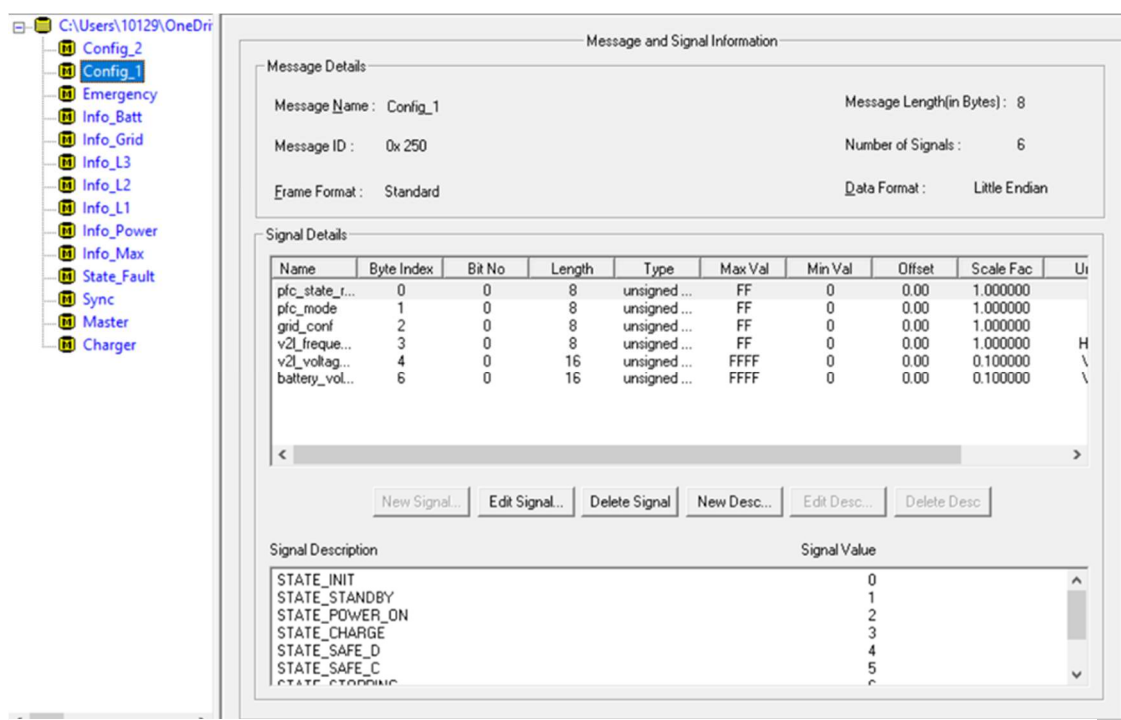 C:\Users\10129\OneDri
Config_2
Config_1
Emergency
Info_Batt
Info_Grid
Info_L3
Info_L2
Info_L1
Info_Power
Info_Max
State_Fault
Sync
Master
Charger
Message and Signal Information
Message Details
Message Name : Config_1 Message Length(in Bytes) : 8
Message ID : 0x 250 Number of Signals : 6
Frame Format : Standard Data Format : Little Endian
Signal Details
Name Byte Index Bit No Length Type Max Val Min Val Offset Scale Fac
pfc_state_r... 0 0 8 unsigned ... FF 0 0.00 1.000000
pfc_mode 1 0 8 unsigned ... FF 0 0.00 1.000000
grid_conf 2 0 8 unsigned ... FF 0 0.00 1.000000
v2l_freque... 3 0 8 unsigned ... FF 0 0.00 1.000000 H
v2l_voltag... 4 0 16 unsigned ... FFFF 0 0.00 0.100000
battery_vol... 6 0 16 unsigned ... FFFF 0 0.00 0.100000
New Signal... Edit Signal... Delete Signal New Desc... Edit Desc... Delete Desc
Signal Description Signal Value
STATE_INIT 0
STATE_STANDBY 1
STATE_POWER_ON 2
STATE_CHARGE 3
STATE_SAFE_D 4
STATE_SAFE_C 5
STATE_STOPPING 6